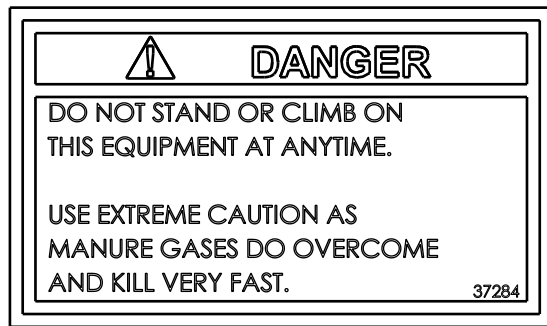 DANGER
DO NOT STAND OR CLIMB ON
THIS EQUIPMENT AT ANYTIME.
USE EXTREME CAUTION AS
MANURE GASES DO OVERCOME
AND KILL VERY FAST.
37284